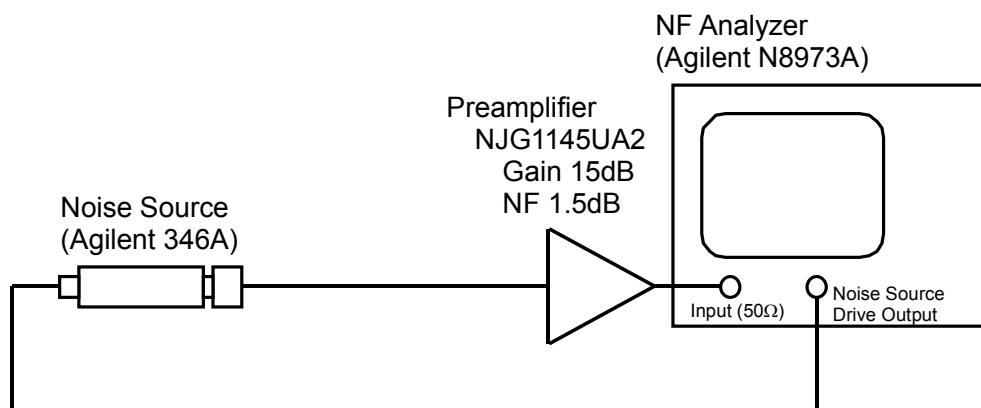 NF Analyzer
(Agilent N8973A)
Preamplifier
NJG1145UA2
Gain 15dB
NF 1.5dB
Noise Source
(Agilent 346A)
Input (50Ω)
Noise Source
Drive Output